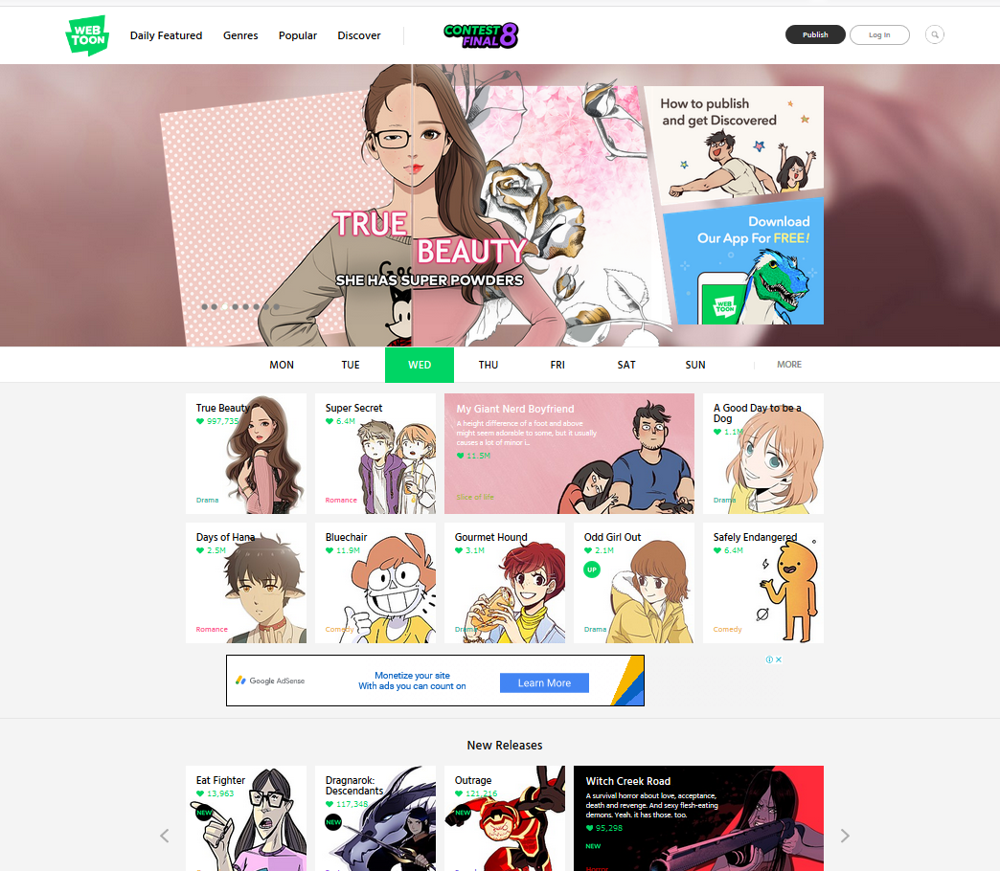 WEB
TOON
Daily Featured
Genres
Popular
Discover
CONTEST 8
FINAL
Publish
Log In
How to publish
and get Discovered
TRUE
BEAUTY
SHE HAS SUPER POWDERS
Goo
Download
Our App For FREE!
WEB
TOON
MON
TUE
WED
THU
FRI
SAT
SUN
MORE
True Beauty
997,735
Drama
Super Secret
6.4M
Romance
My Giant Nerd Boyfriend
A height difference of a foot and above
might seem adorable to some, but it usually
causes a lot of minor i...
11.5M
Slice of life
A Good Day to be a
Dog
1.1M
Drama
Days of Hana
2.5M
Romance
Bluechair
11.9M
Comedy
Gourmet Hound
3.1M
Drama
Odd Girl Out
2.1M
UP
Drama
Safely Endangered
6.4M
Comedy
Google AdSense
Monetize your site
With ads you can count on
Learn More
New Releases
Eat Fighter
13,963
NEW
Dragnarok:
Descendants
117,346
NEW
Outrage
121,216
NEW
Witch Creek Road
A survival horror about love, acceptance,
death and revenge. And sexy flesh-eating
demons. Yeah. it has those. too.
95,298
NEW
Horror